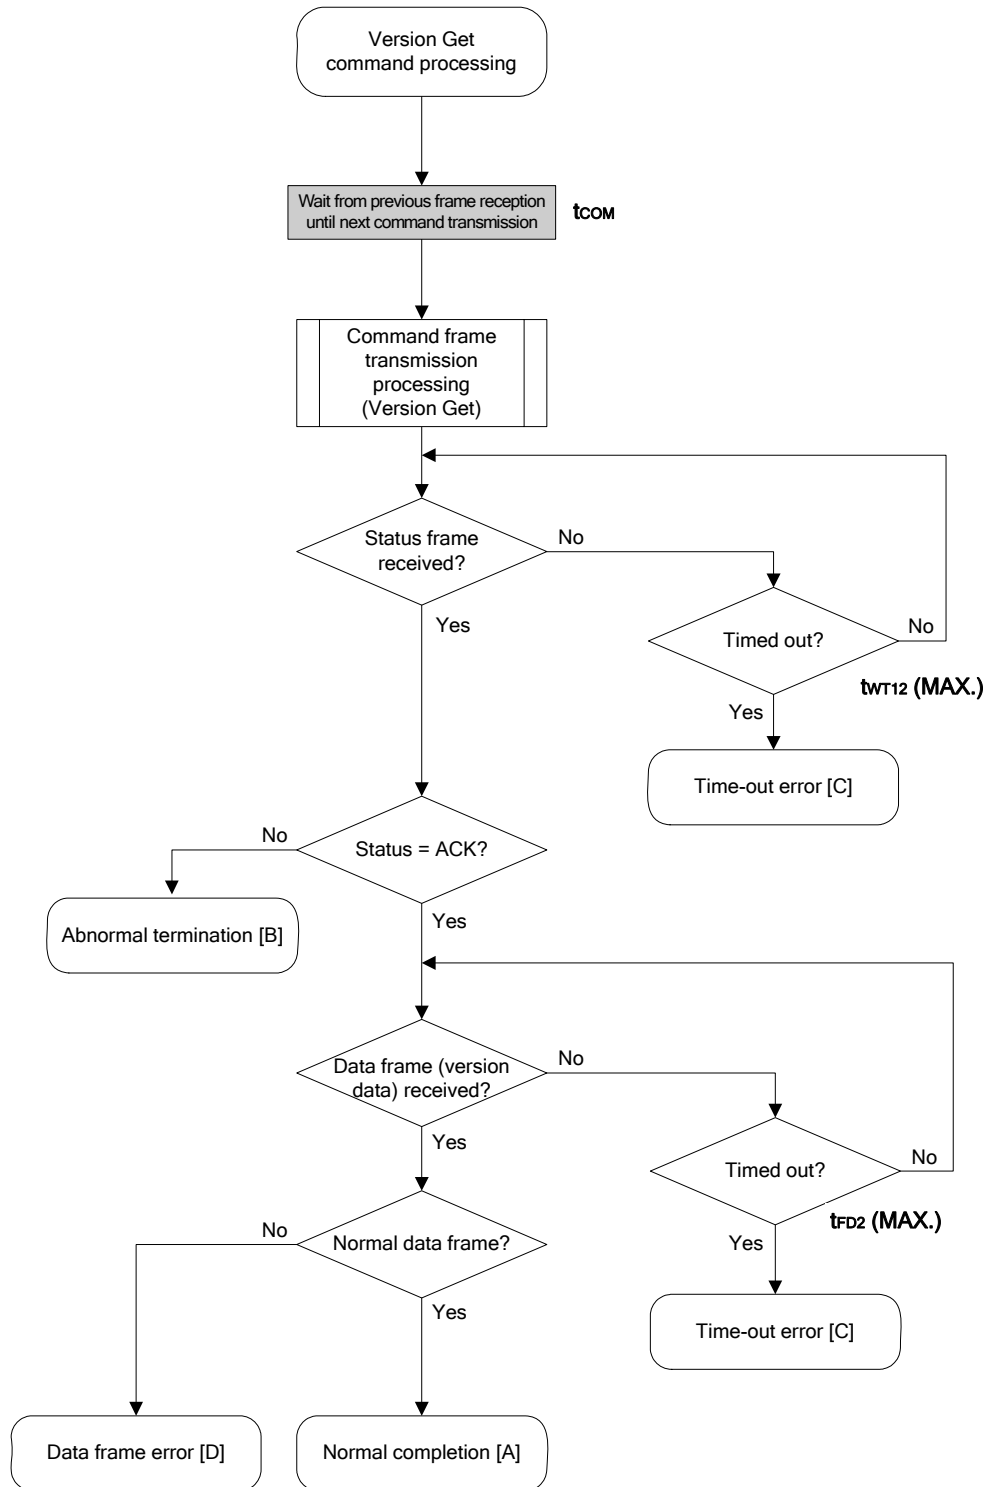 Version Get
command processing
Wait from previous frame reception
until next command transmission
tCOM
Command frame
transmission
processing
(Version Get)
Status frame
received?
No
Yes
Timed out?
No
tWT12 (MAX.)
Yes
Time-out error [C]
Status = ACK?
No
Yes
Abnormal termination [B]
Data frame (version
data) received?
No
Yes
Timed out?
No
tFD2 (MAX.)
Yes
Time-out error [C]
Normal data frame?
No
Yes
Data frame error [D]
Normal completion [A]